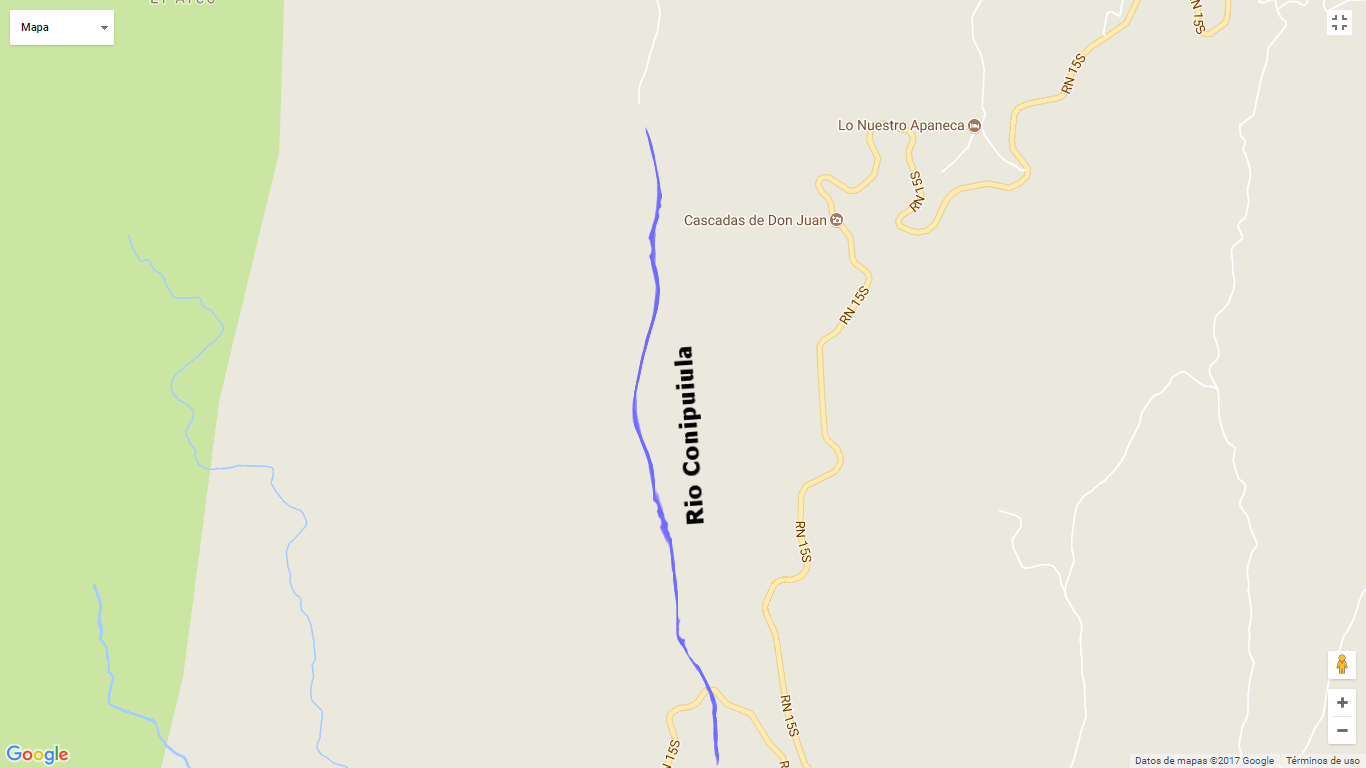 Mapa
RN 15S
RN 15S
Lo Nuestro Apaneca
RN 15S
Cascadas de Don Juan
RN 15S
Rio Conipuiula
RN 15S
RN 15S
N 15S
Google
Datos de mapas ©2017 Google
Términos de uso